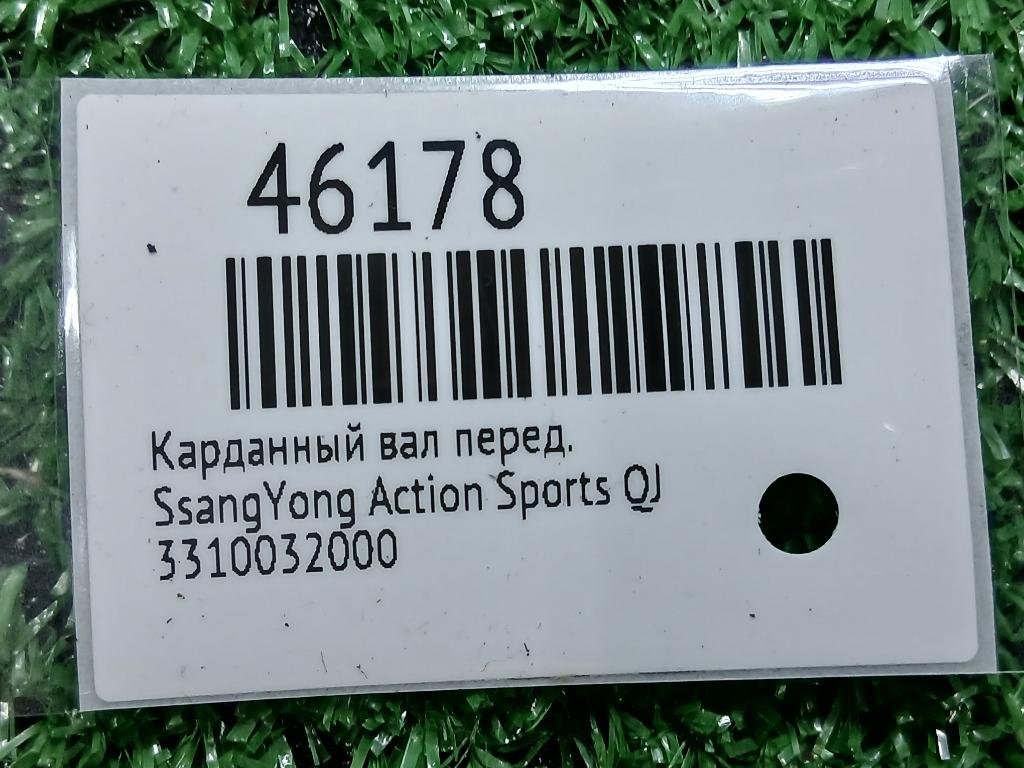 46178
Карданный вал перед.
SsangYong Action Sports QJ
3310032000